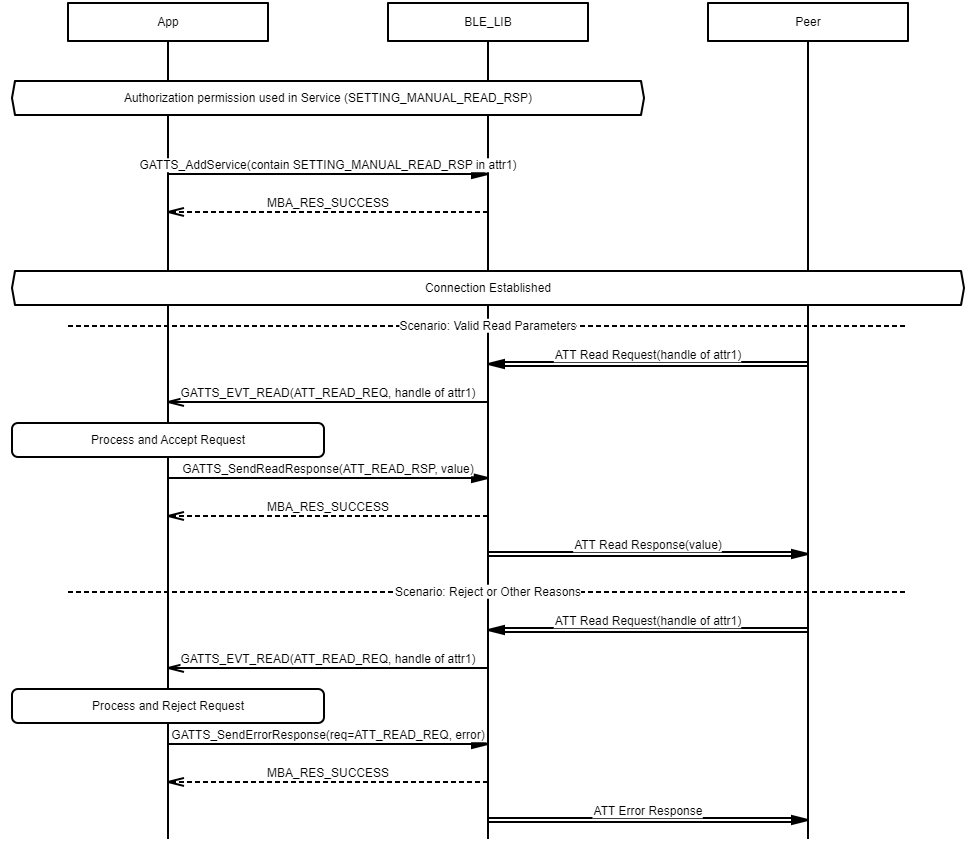 App
BLE_LIB
Peer
Authorization permission used in Service (SETTING_MANUAL_READ_RSP)
GATTS_AddService(contain SETTING_MANUAL_READ_RSP in attr1)
MBA_RES_SUCCESS
Connection Established
Scenario: Valid Read Parameters
ATT Read Request(handle of attr1)
GATTS_EVT_READ(ATT_READ_REQ, handle of attr1)
Process and Accept Request
GATTS_SendReadResponse(ATT_READ_RSP, value)
MBA_RES_SUCCESS
ATT Read Response(value)
Scenario: Reject or Other Reasons
ATT Read Request(handle of attr1)
GATTS_EVT_READ(ATT_READ_REQ, handle of attr1)
Process and Reject Request
GATTS_SendErrorResponse(req=ATT_READ_REQ, error)
MBA_RES_SUCCESS
ATT Error Response